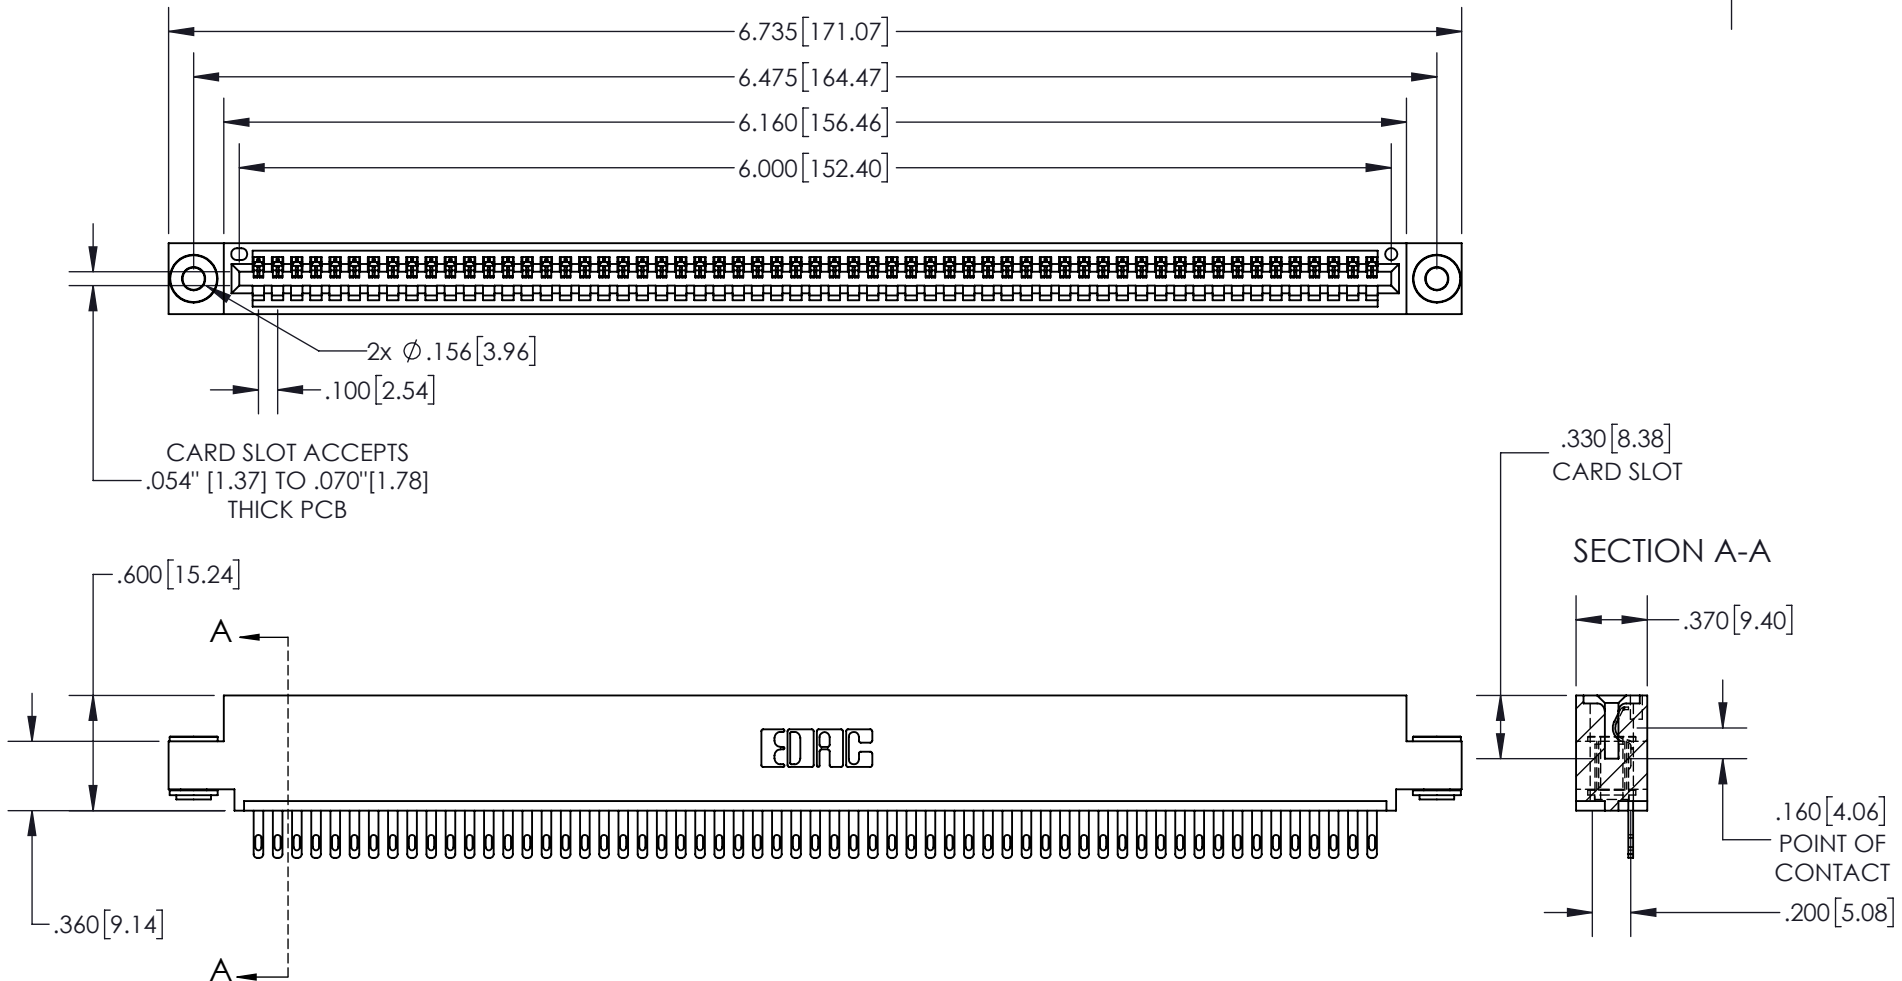 6.735[171.07]
6.475[164.47]
6.160[156.46]
6.000[152.40]
2x ⌀.156[3.96]
.100[2.54]
CARD SLOT ACCEPTS
.054" [1.37] TO .070"[1.78]
THICK PCB
.330[8.38]
CARD SLOT
SECTION A-A
.600[15.24]
.370[9.40]
A
EDAC
.160[4.06]
POINT OF
CONTACT
.360[9.14]
.200[5.08]
A